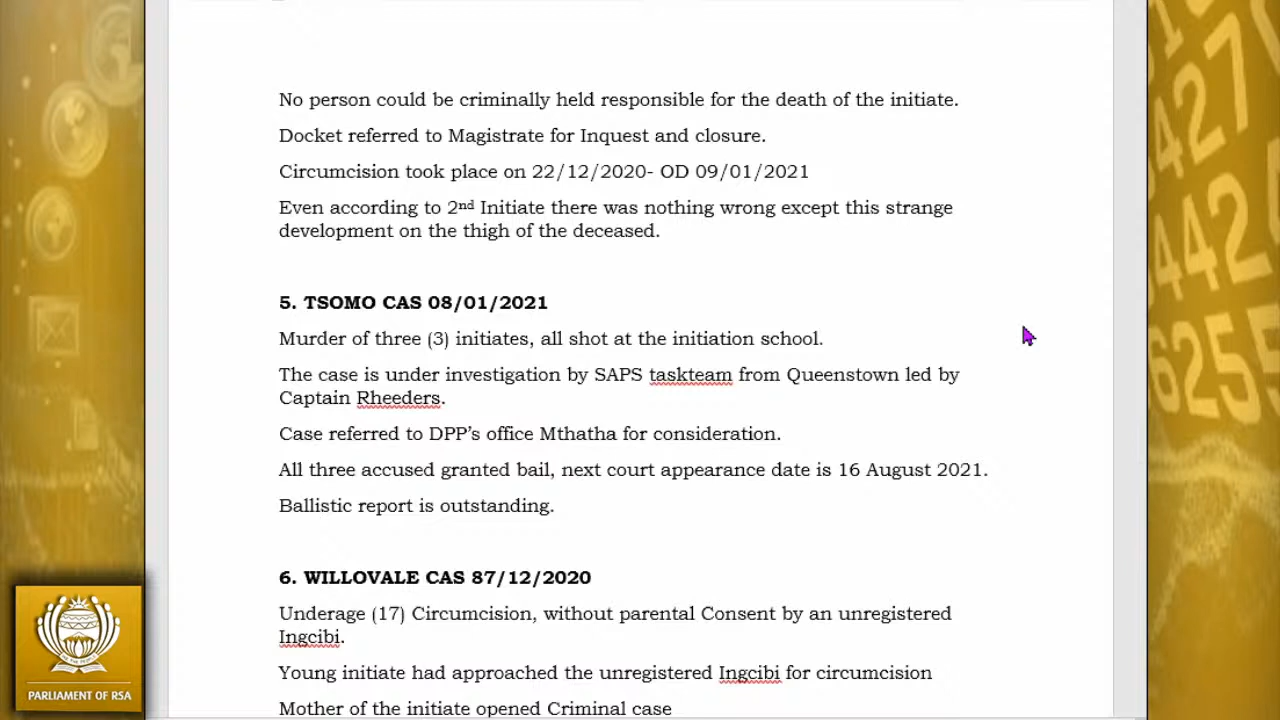 No person could be criminally held responsible for the death of the initiate.
Docket referred to Magistrate for Inquest and closure.
Circumcision took place on 22/12/2020- OD 09/01/2021
Even according to 2nd Initiate there was nothing wrong except this strange
development on the thigh of the deceased.
5. TSOMO CAS 08/01/2021
Murder of three (3) initiates, all shot at the initiation school.
The case is under investigation by SAPS taskteam from Queenstown led by
Captain Rheeders.
Case referred to DPP's office Mthatha for consideration.
All three accused granted bail, next court appearance date is 16 August 2021.
Ballistic report is outstanding.
6. WILLOVALE CAS 87/12/2020
Underage (17) Circumcision, without parental Consent by an unregistered
Ingcibi.
Young initiate had approached the unregistered Ingcibi for circumcision
Mother of the initiate opened Criminal case
PARLIAMENT OF RSA